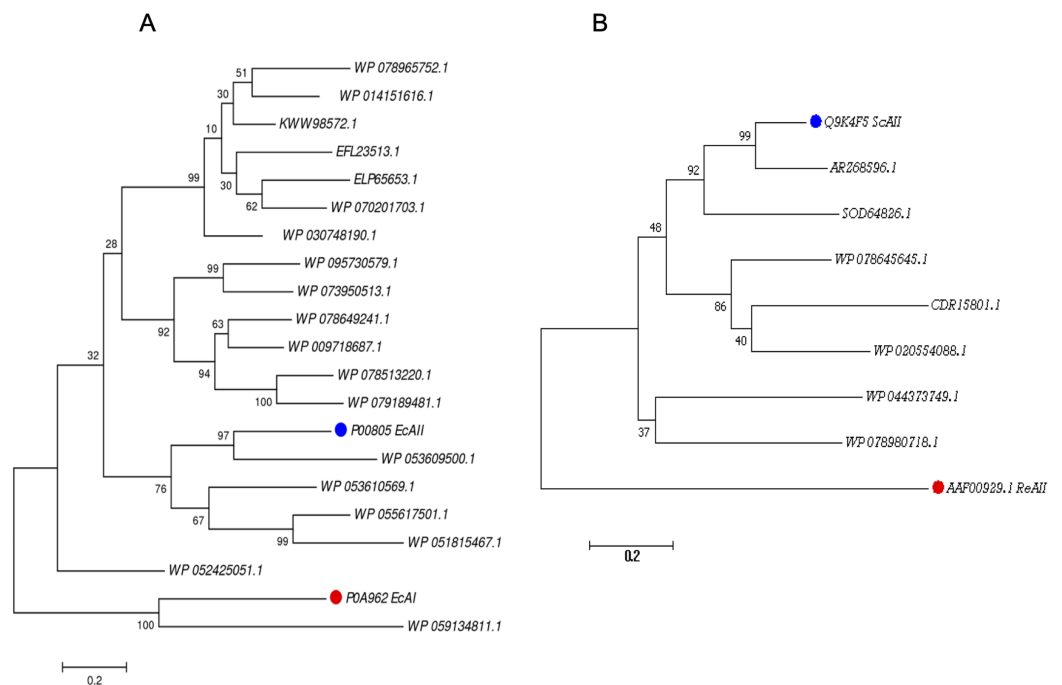 A
B
WP 078965752.1
51
WP 014151616.1
30
KWW98572.1
10
EFL23513.1
30
ELP65653.1
62
WP 070201703.1
99
WP 030748190.1
28
WP 095730579.1
99
WP 073950513.1
92
WP 078649241.1
63
WP 009718687.1
94
WP 078513220.1
100
WP 079189481.1
32
P00805 EcAII
97
WP 053609500.1
76
WP 053610569.1
67
WP 055617501.1
99
WP 051815467.1
WP 052425051.1
P0A962 EcAI
100
WP 059134811.1
0.2
Q9K4F5 ScAII
99
ARZ68596.1
92
SOD64826.1
48
WP 078645645.1
86
CDR15801.1
40
WP 020554088.1
WP 044373749.1
37
WP 078980718.1
AAF00929.1 ReAII
0.2